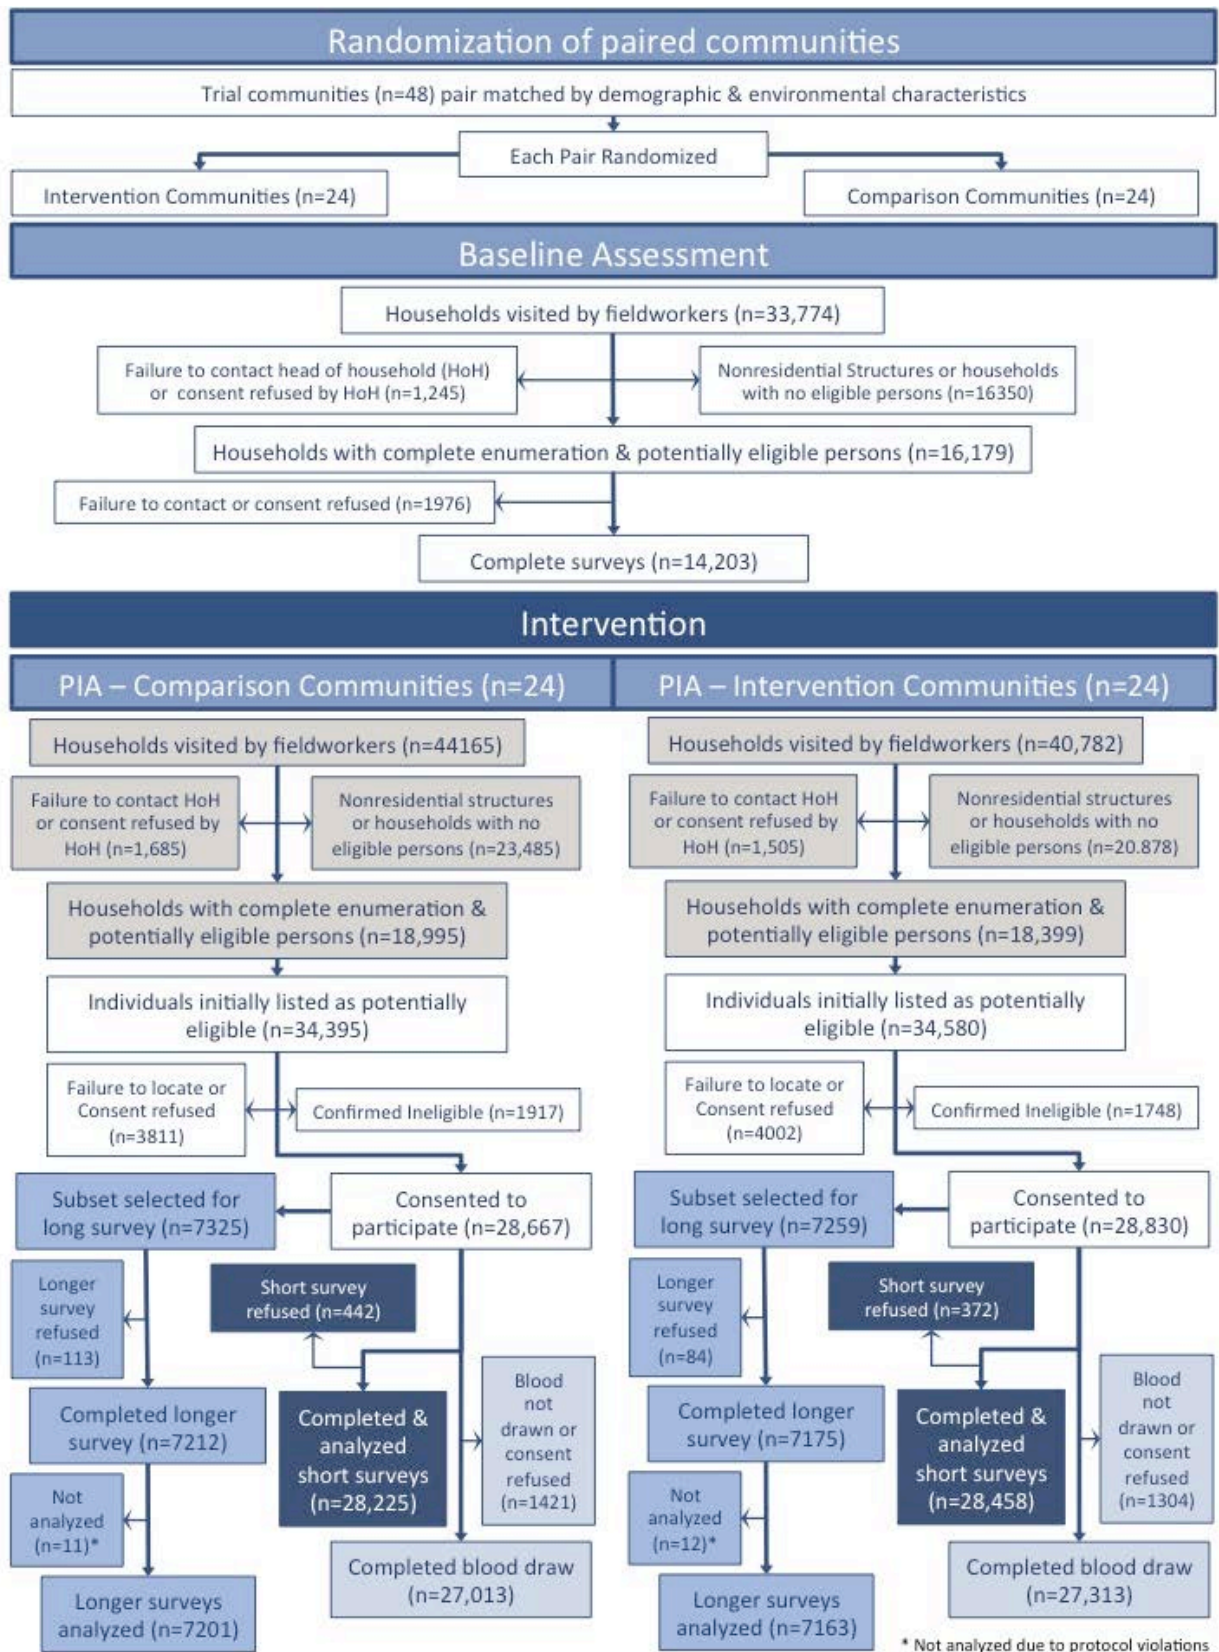 Randomization of paired communities
Trial communities (n=48) pair matched by demographic & environmental characteristics
Each Pair Randomized
Intervention Communities (n=24)
Comparison Communities (n=24)
Baseline Assessment
Households visited by fieldworkers (n=33,774)
Failure to contact head of household (HoH)
or consent refused by HoH (n=1,245)
Nonresidential Structures or households
with no eligible persons (n=16350)
Households with complete enumeration & potentially eligible persons (n=16,179)
Failure to contact or consent refused (n=1976)
Complete surveys (n=14,203)
Intervention
PIA – Comparison Communities (n=24)
Households visited by fieldworkers (n=44165)
Failure to contact HoH
or consent refused by
HoH (n=1,685)
Nonresidential structures
or households with no
eligible persons (n=23,485)
Households with complete enumeration &
potentially eligible persons (n=18,995)
Individuals initially listed as potentially
eligible (n=34,395)
Failure to locate or
Consent refused
(n=3811)
Confirmed Ineligible (n=1917)
Subset selected for
long survey (n=7325)
Consented to
participate (n=28,667)
Longer
survey
refused
(n=113)
Short survey
refused (n=442)
Completed longer
survey (n=7212)
Completed &
analyzed
short surveys
(n=28,225)
Blood
not
drawn or
consent
refused
(n=1421)
Not
analyzed
(n=11)*
Longer surveys
analyzed (n=7201)
Completed blood draw
(n=27,013)
PIA – Intervention Communities (n=24)
Households visited by fieldworkers (n=40,782)
Failure to contact HoH
or consent refused by
HoH (n=1,505)
Nonresidential structures
or households with no
eligible persons (n=20.878)
Households with complete enumeration &
potentially eligible persons (n=18,399)
Individuals initially listed as potentially
eligible (n=34,580)
Failure to locate or
Consent refused
(n=4002)
Confirmed Ineligible (n=1748)
Subset selected for
long survey (n=7259)
Consented to
participate (n=28,830)
Longer
survey
refused
(n=84)
Short survey
refused (n=372)
Completed longer
survey (n=7175)
Completed &
analyzed
short surveys
(n=28,458)
Blood
not
drawn or
consent
refused
(n=1304)
Not
analyzed
(n=12)*
Longer surveys
analyzed (n=7163)
Completed blood draw
(n=27,313)
* Not analyzed due to protocol violations